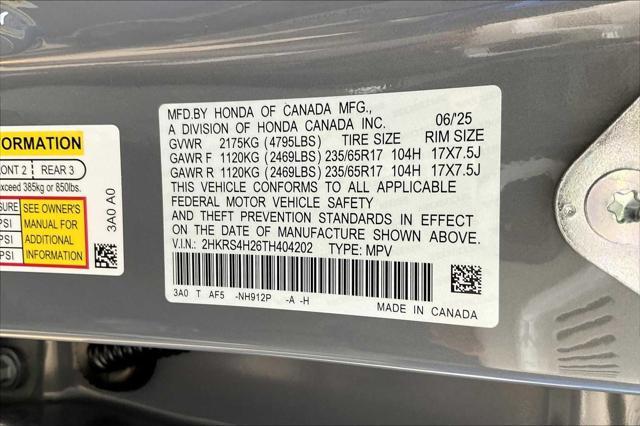 FORMATION
ONT 2 REAR 3
exceed 385kg or 850lbs.
SURE SEE OWNER'S
PSI MANUAL FOR
PSI ADDITIONAL
PSI INFORMATION
3A0 A0
MFD.BY HONDA OF CANADA MFG.,
A DIVISION OF HONDA CANADA INC. 06/'25
GVWR 2175KG (4795LBS) TIRE SIZE RIM SIZE
GAWR F 1120KG (2469LBS) 235/65R17 104H 17X7.5J
GAWR R 1120KG (2469LBS) 235/65R17 104H 17X7.5J
THIS VEHICLE CONFORMS TO ALL APPLICABLE
FEDERAL MOTOR VEHICLE SAFETY
AND THEFT PREVENTION STANDARDS IN EFFECT
ON THE DATE OF MANUFACTURE SHOWN ABOVE.
V.I.N.: 2HKRS4H26TH404202 TYPE: MPV
3A0 T AF5 -NH912P -A -H
MADE IN CANADA